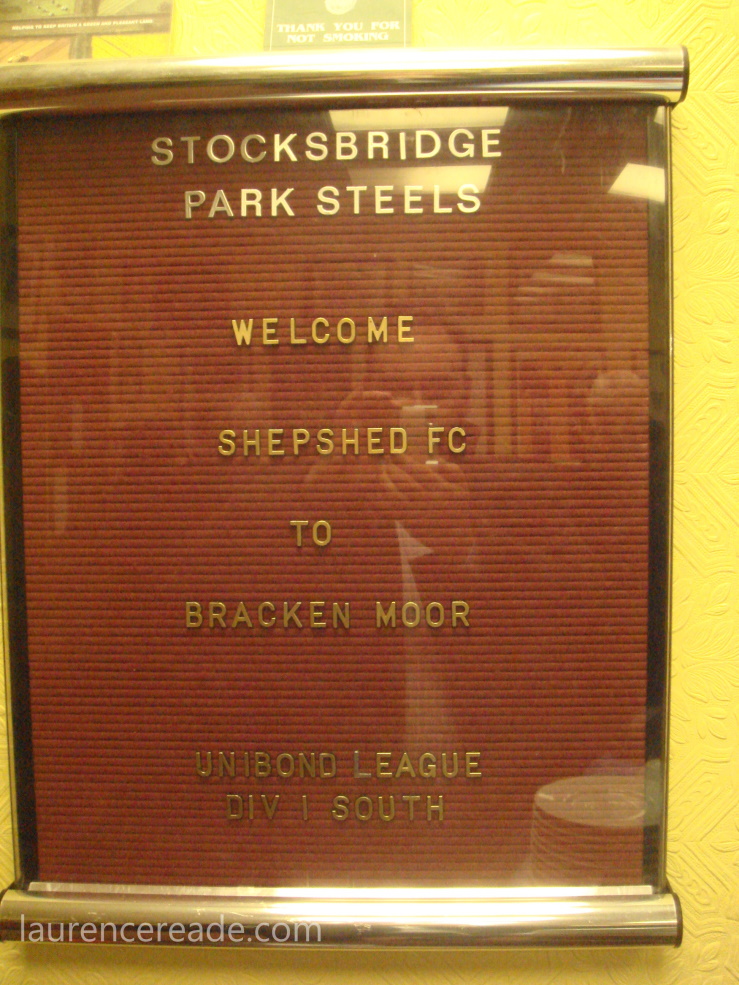 THANK YOU FOR
NOT SMOKING
STOCKSBRIDGE
PARK STEELS
WELCOME
SHEPSHED FC
TO
BRACKEN MOOR
UNIBOND LEAGUE
DIV 1 SOUTH
laurencereade.com